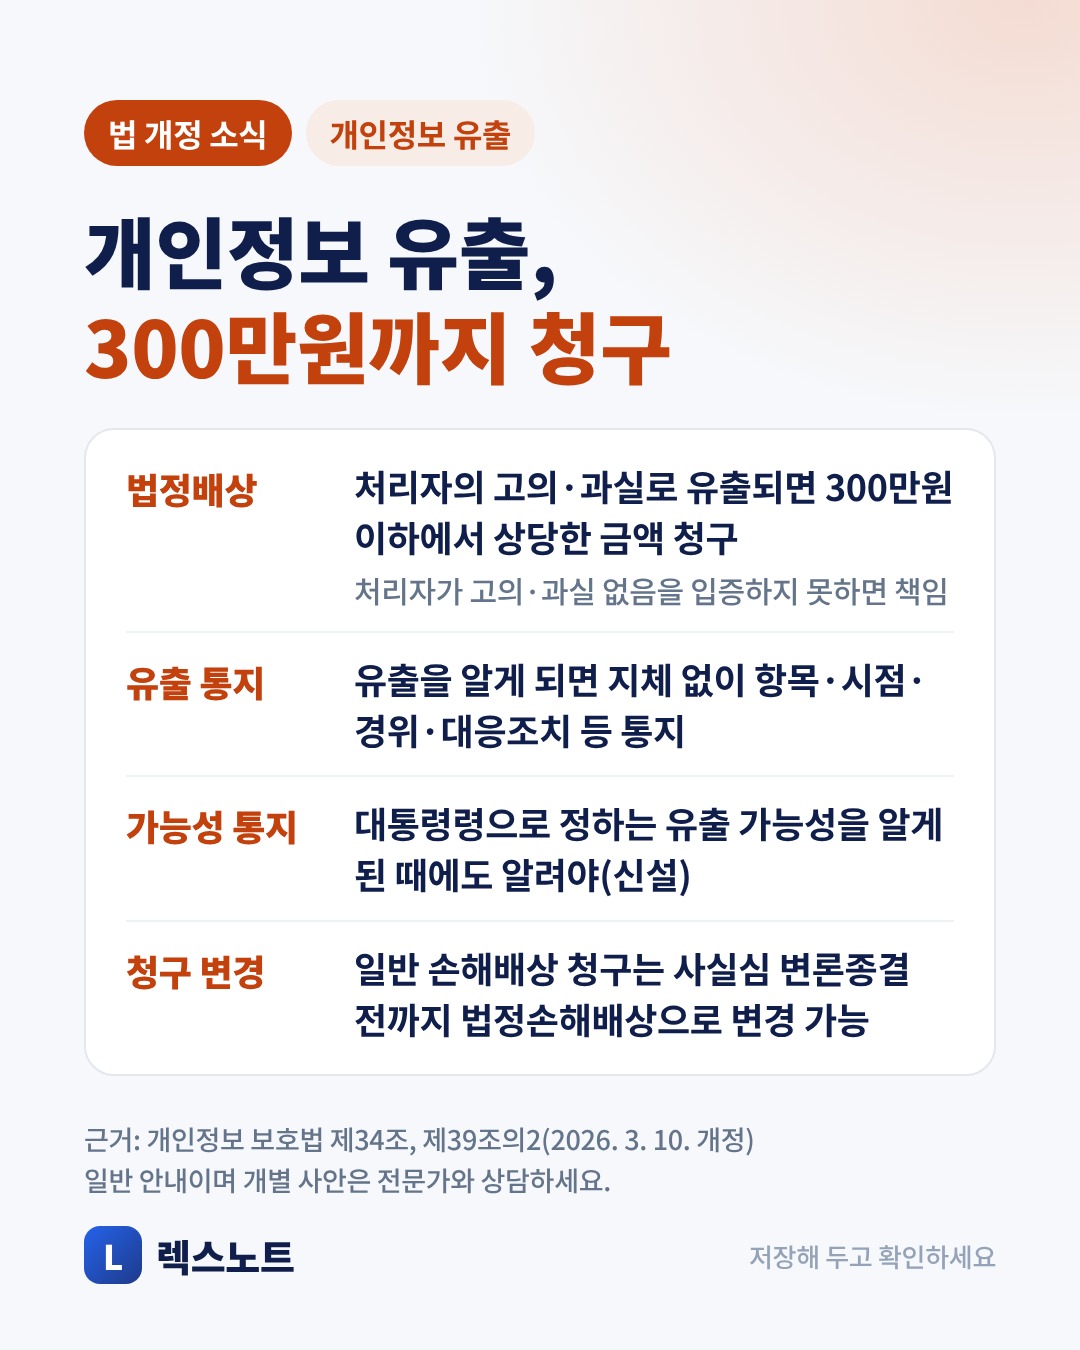 법 개정 소식
개인정보 유출
개인정보 유출,
300만원까지 청구
법정배상
처리자의 고의·과실로 유출되면 300만원
이하에서 상당한 금액 청구
처리자가 고의·과실 없음을 입증하지 못하면 책임
유출 통지
유출을 알게 되면 지체 없이 항목·시점·
경위·대응조치 등 통지
가능성 통지
대통령령으로 정하는 유출 가능성을 알게
된 때에도 알려야(신설)
청구 변경
일반 손해배상 청구는 사실심 변론종결
전까지 법정손해배상으로 변경 가능
근거: 개인정보 보호법 제34조, 제39조의2(2026. 3. 10. 개정)
일반 안내이며 개별 사안은 전문가와 상담하세요.
L 렉스노트
저장해 두고 확인하세요